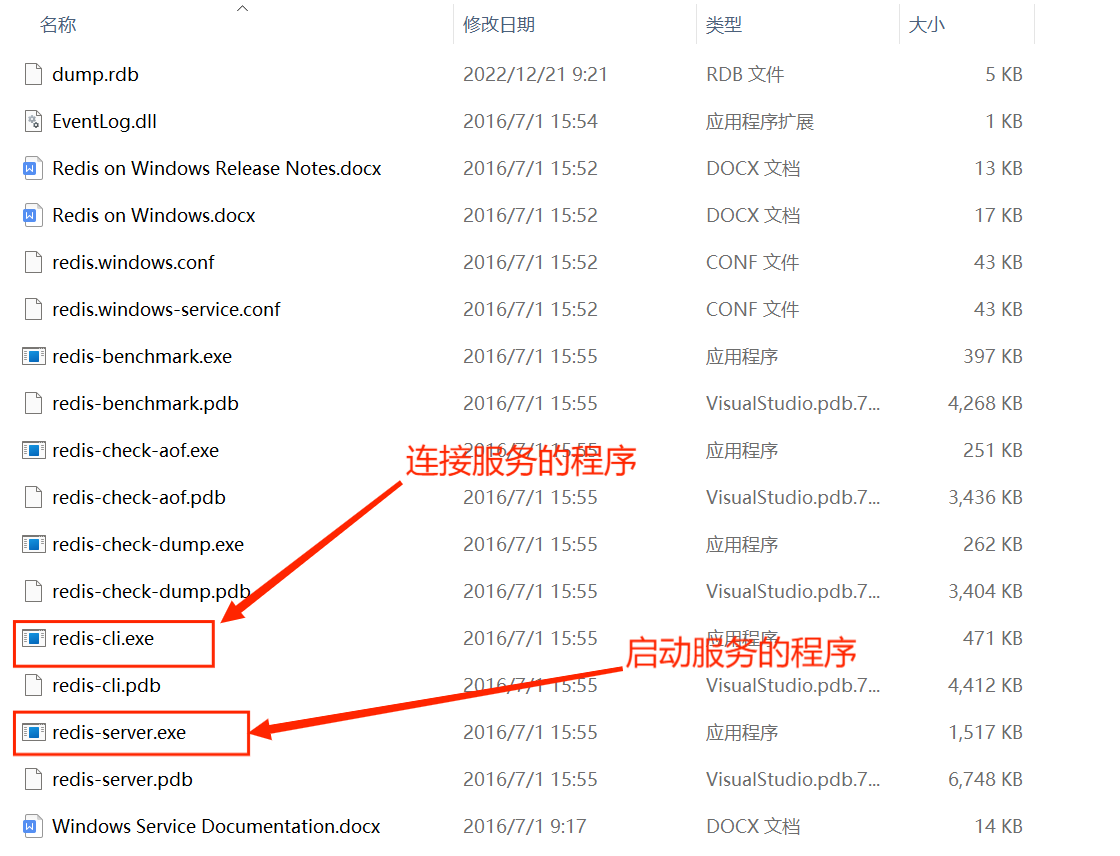 名称 修改日期 类型 大小
dump.rdb 2022/12/21 9:21 RDB 文件 5 KB
EventLog.dll 2016/7/1 15:54 应用程序扩展 1 KB
Redis on Windows Release Notes.docx 2016/7/1 15:52 DOCX 文档 13 KB
Redis on Windows.docx 2016/7/1 15:52 DOCX 文档 17 KB
redis.windows.conf 2016/7/1 15:52 CONF 文件 43 KB
redis.windows-service.conf 2016/7/1 15:52 CONF 文件 43 KB
redis-benchmark.exe 2016/7/1 15:55 应用程序 397 KB
redis-benchmark.pdb 2016/7/1 15:55 VisualStudio.pdb.7... 4,268 KB
redis-check-aof.exe 2016/7/1 15:55 应用程序 251 KB
连接服务的程序
redis-check-aof.pdb 2016/7/1 15:55 VisualStudio.pdb.7... 3,436 KB
redis-check-dump.exe 2016/7/1 15:55 应用程序 262 KB
redis-check-dump.pdb 2016/7/1 15:55 VisualStudio.pdb.7... 3,404 KB
redis-cli.exe 2016/7/1 15:55 应用程序 471 KB
启动服务的程序
redis-cli.pdb 2016/7/1 15:55 VisualStudio.pdb.7... 4,412 KB
redis-server.exe 2016/7/1 15:55 应用程序 1,517 KB
redis-server.pdb 2016/7/1 15:55 VisualStudio.pdb.7... 6,748 KB
Windows Service Documentation.docx 2016/7/1 9:17 DOCX 文档 14 KB